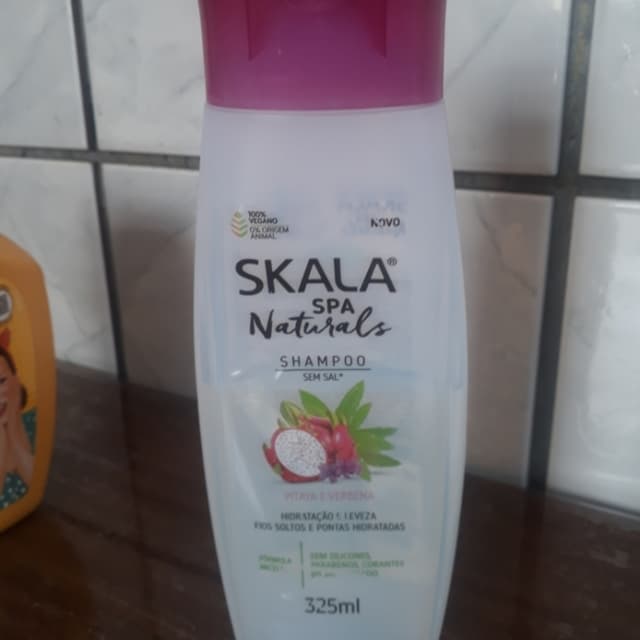 100%
VEGANO
0% ORIGEM
ANIMAL
NOVO
SKALA®
SPA
Naturals
SHAMPOO
SEM SAL*
PITAYA E VERBENA
HIDRATAÇÃO E LEVEZA
FIOS SOLTOS E PONTAS HIDRATADAS
FÓRMULA
SEM SILICONES,
PARABENOS, CORANTES
325ml